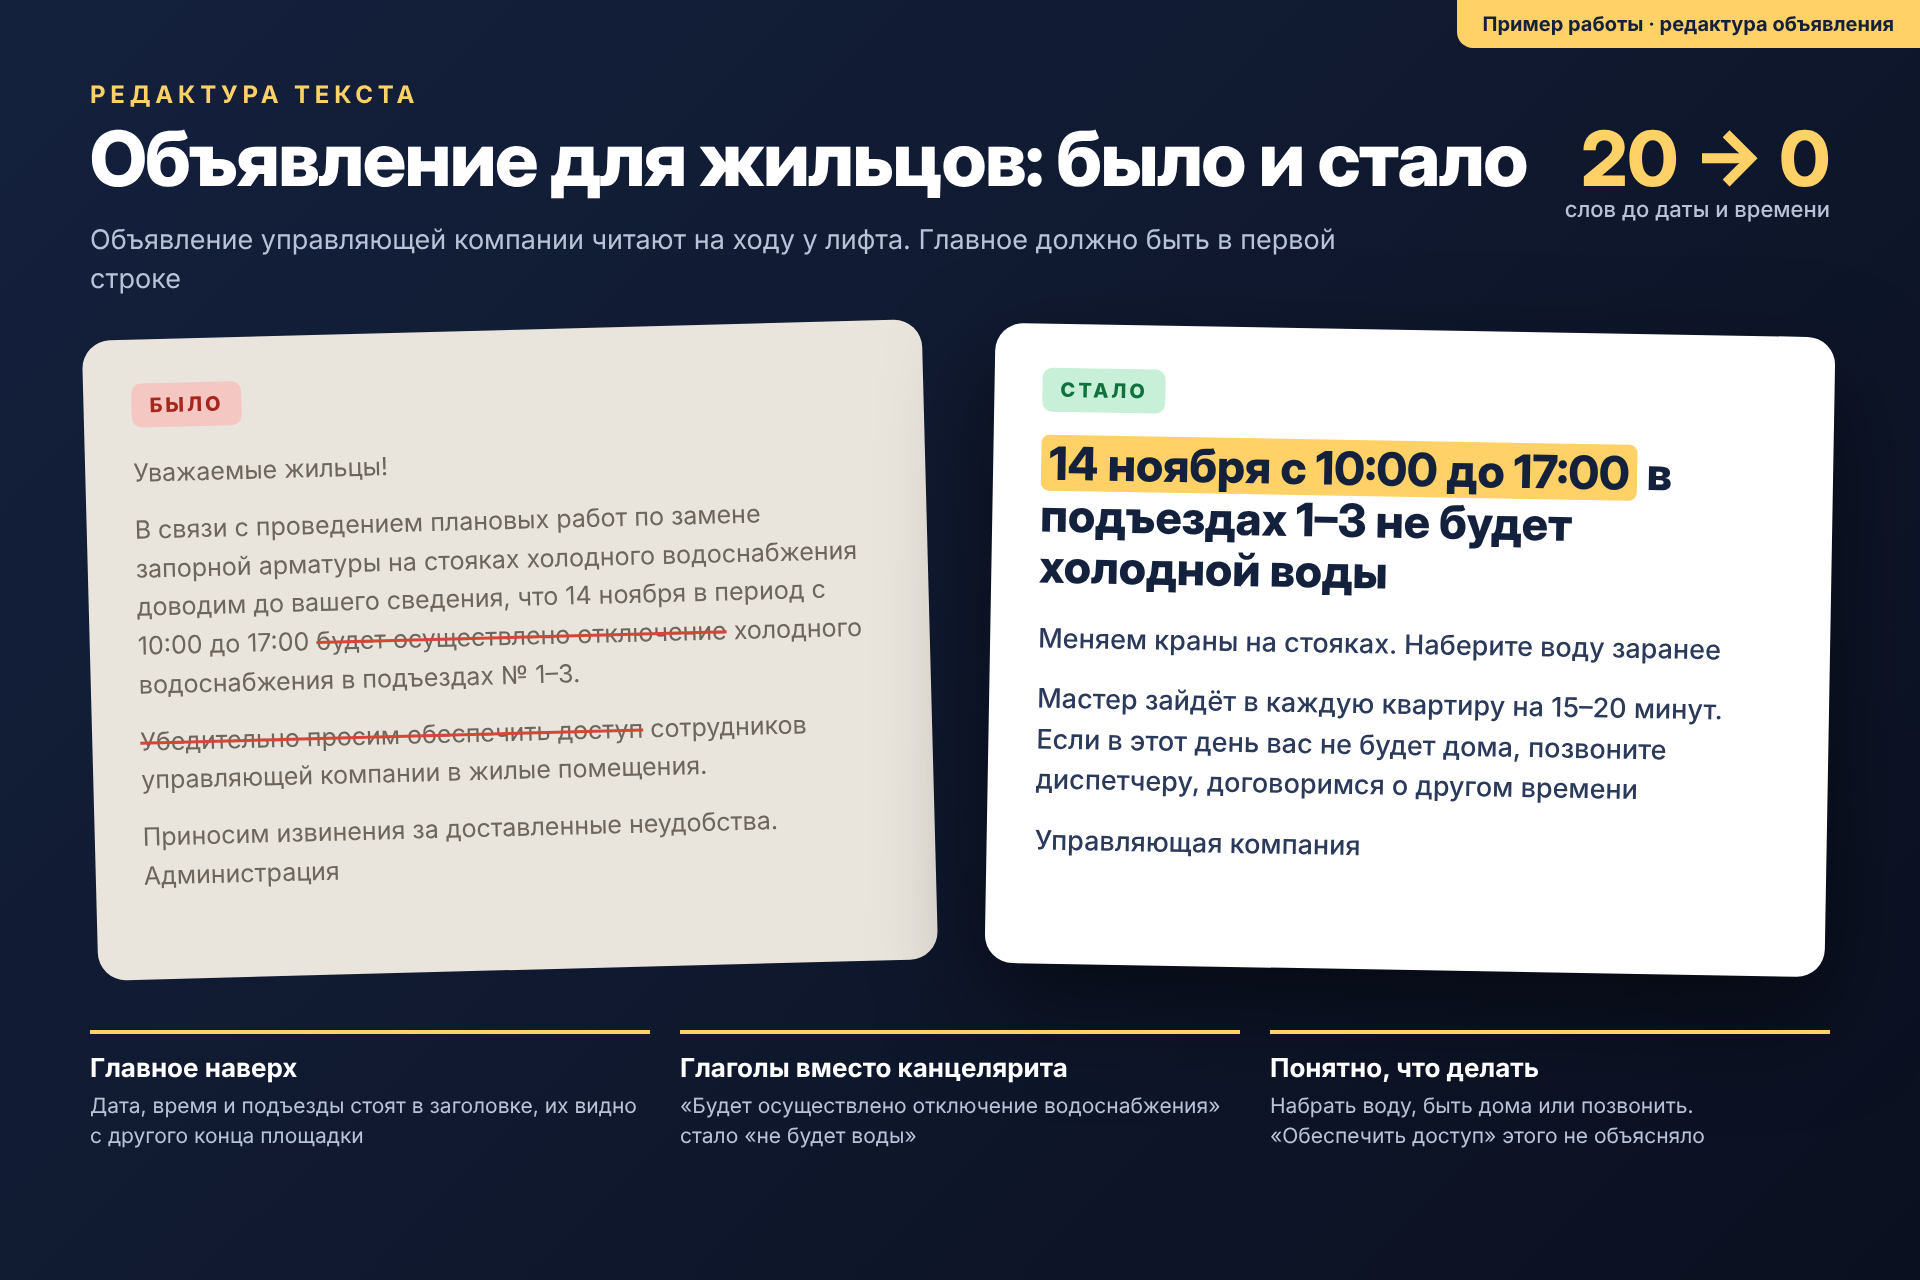 Пример работы · редактура объявления
РЕДАКТУРА ТЕКСТА
Объявление для жильцов: было и стало
20 → 0
слов до даты и времени
Объявление управляющей компании читают на ходу у лифта. Главное должно быть в первой
строке
БЫЛО
Уважаемые жильцы!
В связи с проведением плановых работ по замене
запорной арматуры на стояках холодного водоснабжения
доводим до вашего сведения, что 14 ноября в период с
10:00 до 17:00 будет осуществлено отключение холодного
водоснабжения в подъездах № 1–3.
Убедительно просим обеспечить доступ сотрудников
управляющей компании в жилые помещения.
Приносим извинения за доставленные неудобства.
Администрация
СТАЛО
14 ноября с 10:00 до 17:00 в
подъездах 1–3 не будет
холодной воды
Меняем краны на стояках. Наберите воду заранее
Мастер зайдёт в каждую квартиру на 15–20 минут.
Если в этот день вас не будет дома, позвоните
диспетчеру, договоримся о другом времени
Управляющая компания
Главное наверх
Дата, время и подъезды стоят в заголовке, их видно
с другого конца площадки
Глаголы вместо канцелярита
«Будет осуществлено отключение водоснабжения»
стало «не будет воды»
Понятно, что делать
Набрать воду, быть дома или позвонить.
«Обеспечить доступ» этого не объясняло